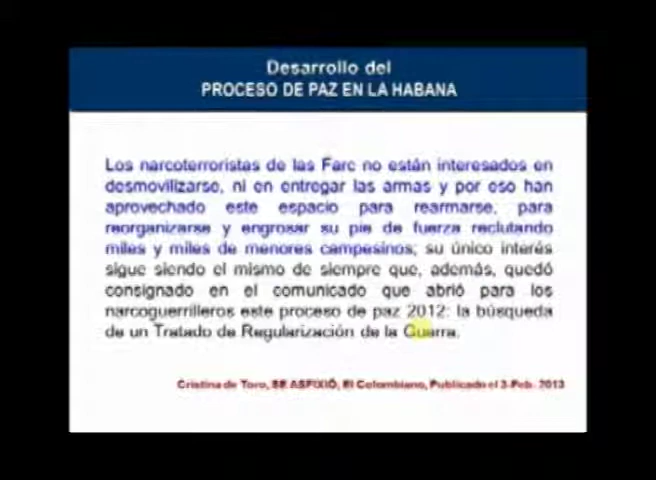 Desarrollo del
PROCESO DE PAZ EN LA HABANA
Los narcoterroristas de las Farc no están interesados en
desmovilizarse, ni en entregar las armas y por eso han
aprovechado este espacio para rearmarse, para
reorganizarse y engrosar su pie de fuerza reclutando
miles y miles de menores campesinos; su único interés
sigue siendo el mismo de siempre que, además, quedó
consignado en el comunicado que abrió para los
narcoguerrilleros este proceso de paz 2012: la búsqueda
de un Tratado de Regularización de la Guerra.
Cristina de Toro, SE ASFIXIÓ, El Colombiano, Publicado el 3-Feb. 2013